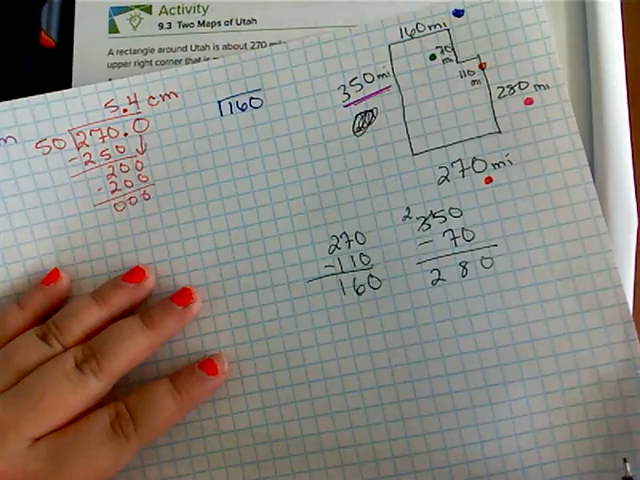 Activity
9.3 Two Maps of Utah
A rectangle around Utah is about 270 mi
upper right corner that is
160 mi
70 mi
110 mi
350 mi
280 mi
270 mi
m
5.4 cm
50 270.0
-250
200
-200
000
160
270
-110
160
2
350
- 70
280